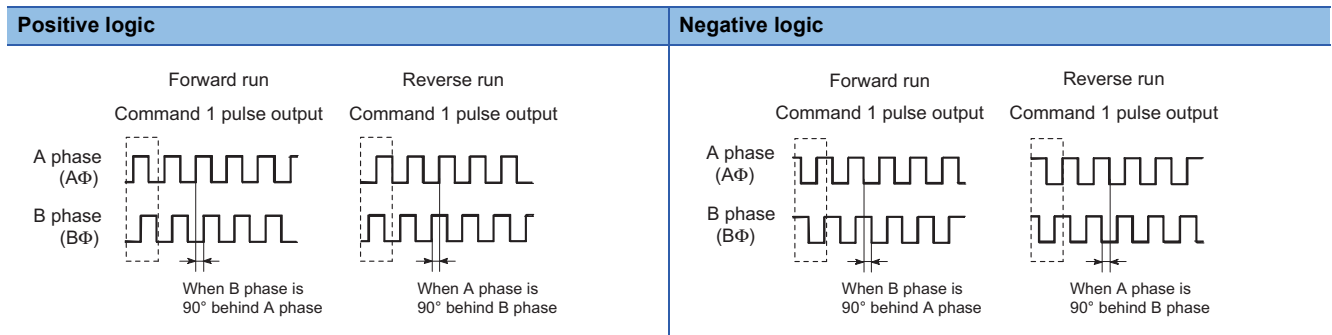 Positive logic
Negative logic
Forward run
Reverse run
Command 1 pulse output
Command 1 pulse output
A phase
(AΦ)
B phase
(BΦ)
When B phase is
90° behind A phase
When A phase is
90° behind B phase
Forward run
Reverse run
Command 1 pulse output
Command 1 pulse output
A phase
(AΦ)
B phase
(BΦ)
When B phase is
90° behind A phase
When A phase is
90° behind B phase